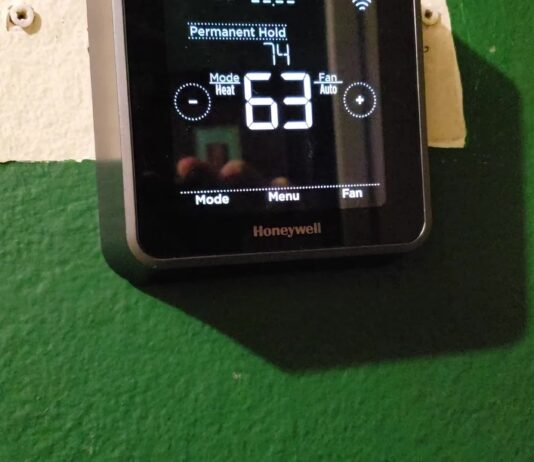 Permanent Hold
74
Mode
Heat
63
Fan
Auto
- +
Mode Menu Fan
Honeywell